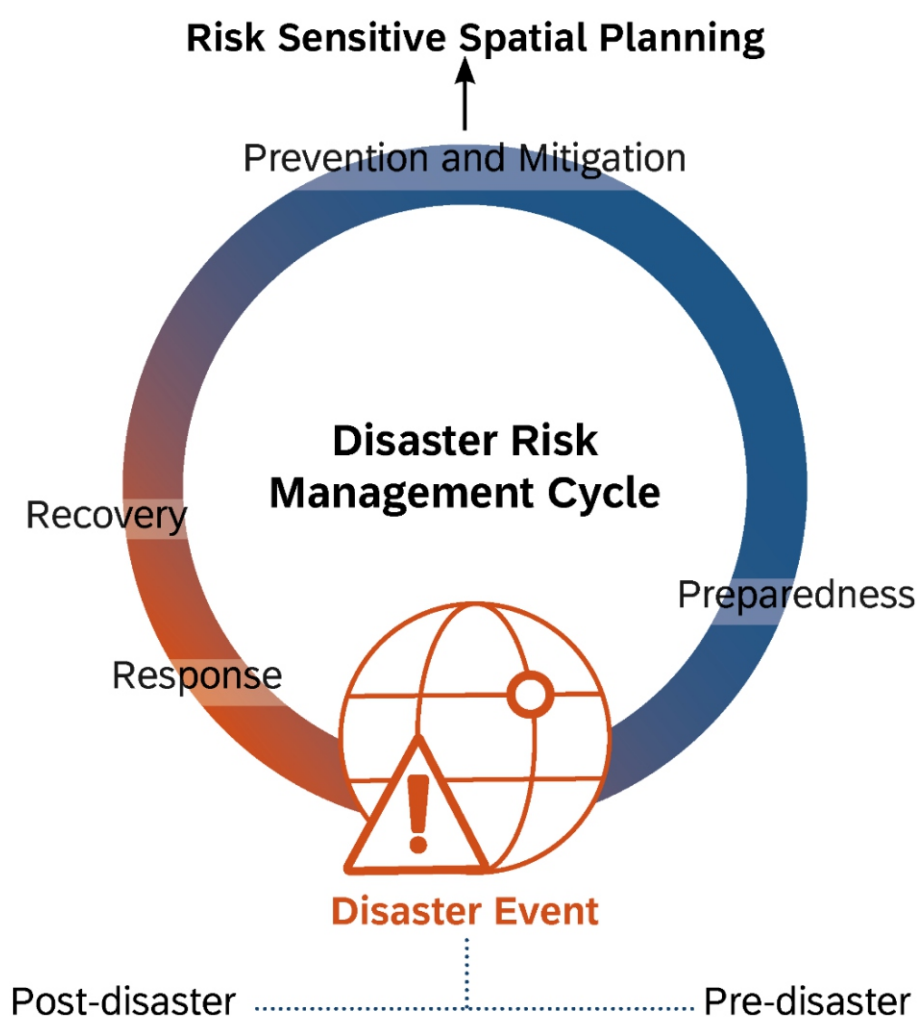 Risk Sensitive Spatial Planning
Prevention and Mitigation
Disaster Risk
Management Cycle
Recovery
Preparedness
Response
!
Disaster Event
Post-disaster
Pre-disaster